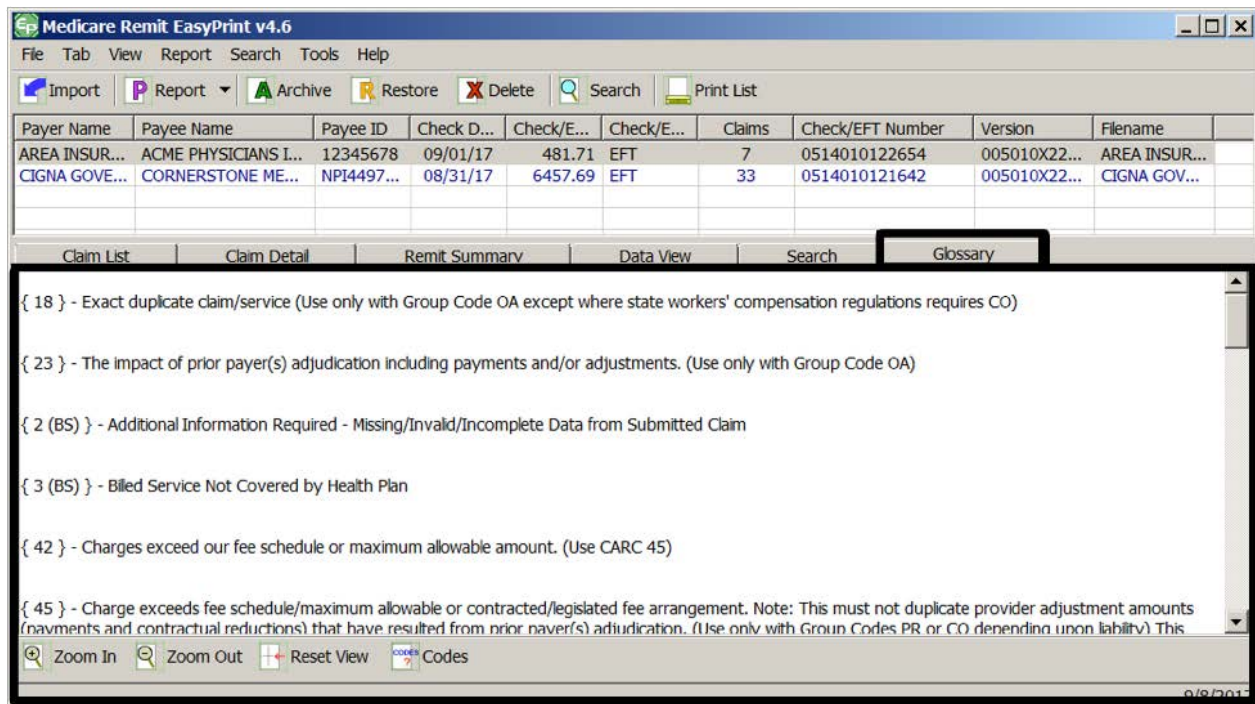 Medicare Remit EasyPrint v4.6
File Tab View Report Search Tools Help
Import Report Archive Restore Delete Search Print List
Payer Name Payee Name Payee ID Check D... Check/E... Check/E... Claims Check/EFT Number Version Filename
AREA INSUR... ACME PHYSICIANS I... 12345678 09/01/17 481.71 EFT 7 0514010122654 005010X22... AREA INSUR...
CIGNA GOVE... CORNERSTONE ME... NPI4497... 08/31/17 6457.69 EFT 33 0514010121642 005010X22... CIGNA GOV...
Claim List Claim Detail Remit Summary Data View Search Glossary
{ 18 } - Exact duplicate claim/service (Use only with Group Code OA except where state workers' compensation regulations requires CO)
{ 23 } - The impact of prior payer(s) adjudication including payments and/or adjustments. (Use only with Group Code OA)
{ 2 (BS) } - Additional Information Required - Missing/Invalid/Incomplete Data from Submitted Claim
{ 3 (BS) } - Billed Service Not Covered by Health Plan
{ 42 } - Charges exceed our fee schedule or maximum allowable amount. (Use CARC 45)
{ 45 } - Charge exceeds fee schedule/maximum allowable or contracted/legislated fee arrangement. Note: This must not duplicate provider adjustment amounts
(payments and contractual reductions) that have resulted from prior payer(s) adjudication. (Use only with Group Codes PR or CO depending upon liability) This
Zoom In Zoom Out Reset View Codes
9/8/2017